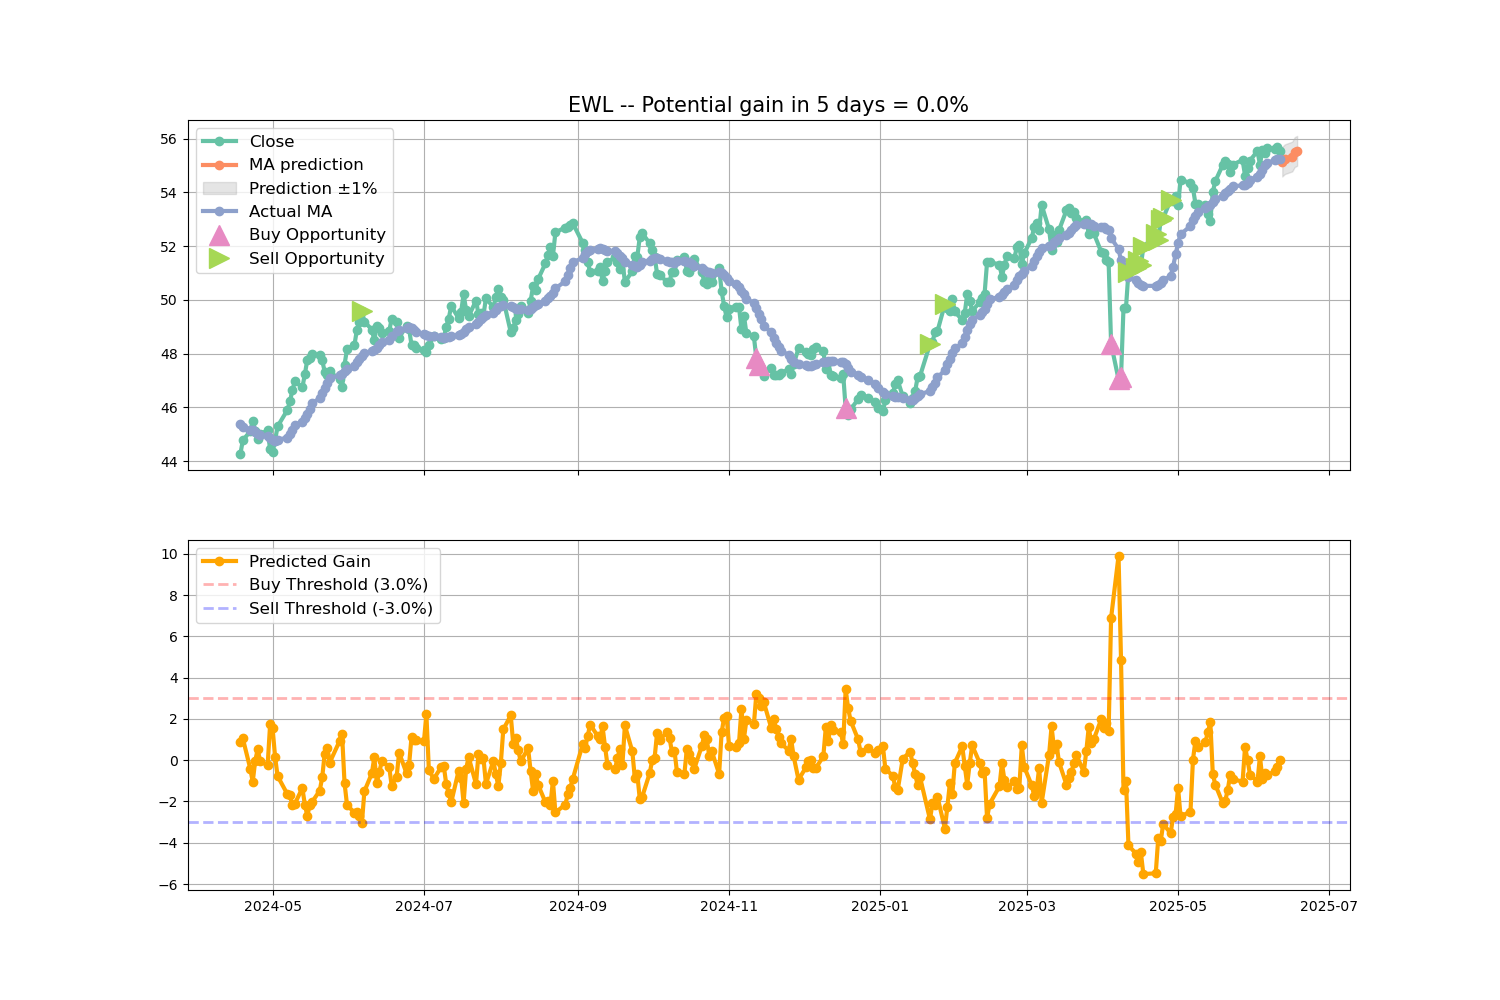 EWL -- Potential gain in 5 days = 0.0%
56
54
52
50
48
46
44
Close
MA prediction
Prediction ±1%
Actual MA
Buy Opportunity
Sell Opportunity
10
8
6
4
2
0
−2
−4
−6
Predicted Gain
Buy Threshold (3.0%)
Sell Threshold (-3.0%)
2024-05 2024-07 2024-09 2024-11 2025-01 2025-03 2025-05 2025-07